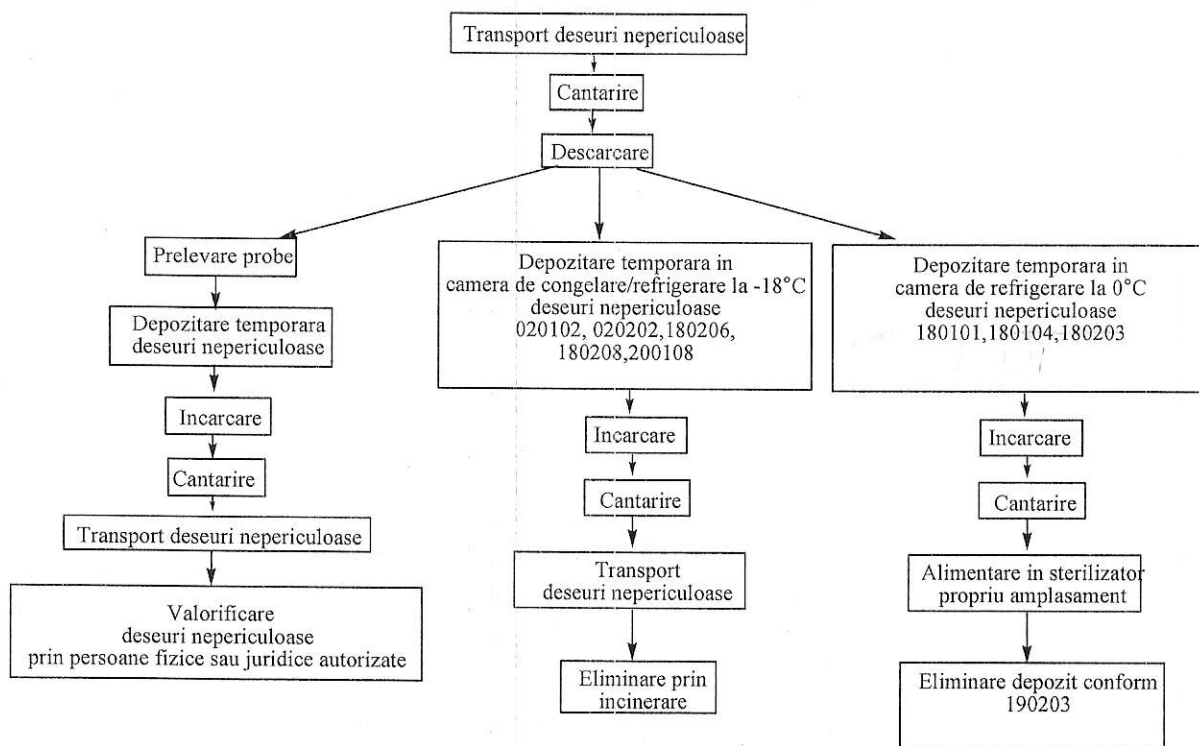 Transport deseuri nepericuloase
Cantarire
Descarcare
Prelevare probe
Depozitare temporara
deseuri nepericuloase
Incarcare
Cantarire
Transport deseuri nepericuloase
Valorificare
deseuri nepericuloase
prin persoane fizice sau juridice autorizate
Depozitare temporara in
camera de congelare/refrigerare la -18°C
deseuri nepericuloase
020102, 020202,180206,
180208,200108
Incarcare
Cantarire
Transport
deseuri nepericuloase
Eliminare prin
incinerare
Depozitare temporara in
camera de refrigerare la 0°C
deseuri nepericuloase
180101,180104,180203
Incarcare
Cantarire
Alimentare in sterilizator
propriu amplasament
Eliminare depozit conform
190203